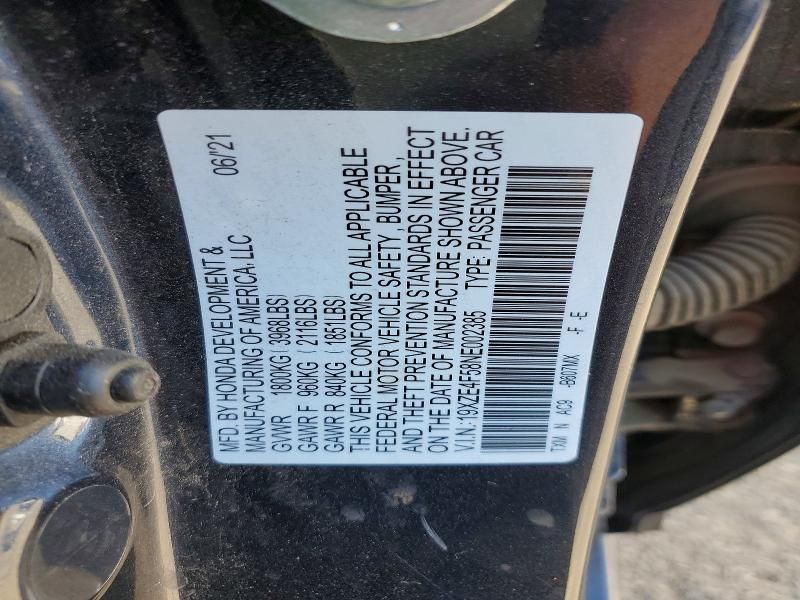 MFD. BY HONDA DEVELOPMENT & 06/'21
MANUFACTURING OF AMERICA, LLC
GVWR 1800KG(3968LBS)
GAWR F 960KG(2116LBS)
GAWR R 840KG(1851LBS)
THIS VEHICLE CONFORMS TO ALL APPLICABLE
FEDERAL MOTOR VEHICLE SAFETY, BUMPER,
AND THEFT PREVENTION STANDARDS IN EFFECT
ON THE DATE OF MANUFACTURE SHOWN ABOVE.
V.I.N.:19XZE4F58NE002385 TYPE: PASSENGER CAR
TXM N AC9 -B807MX -F -E